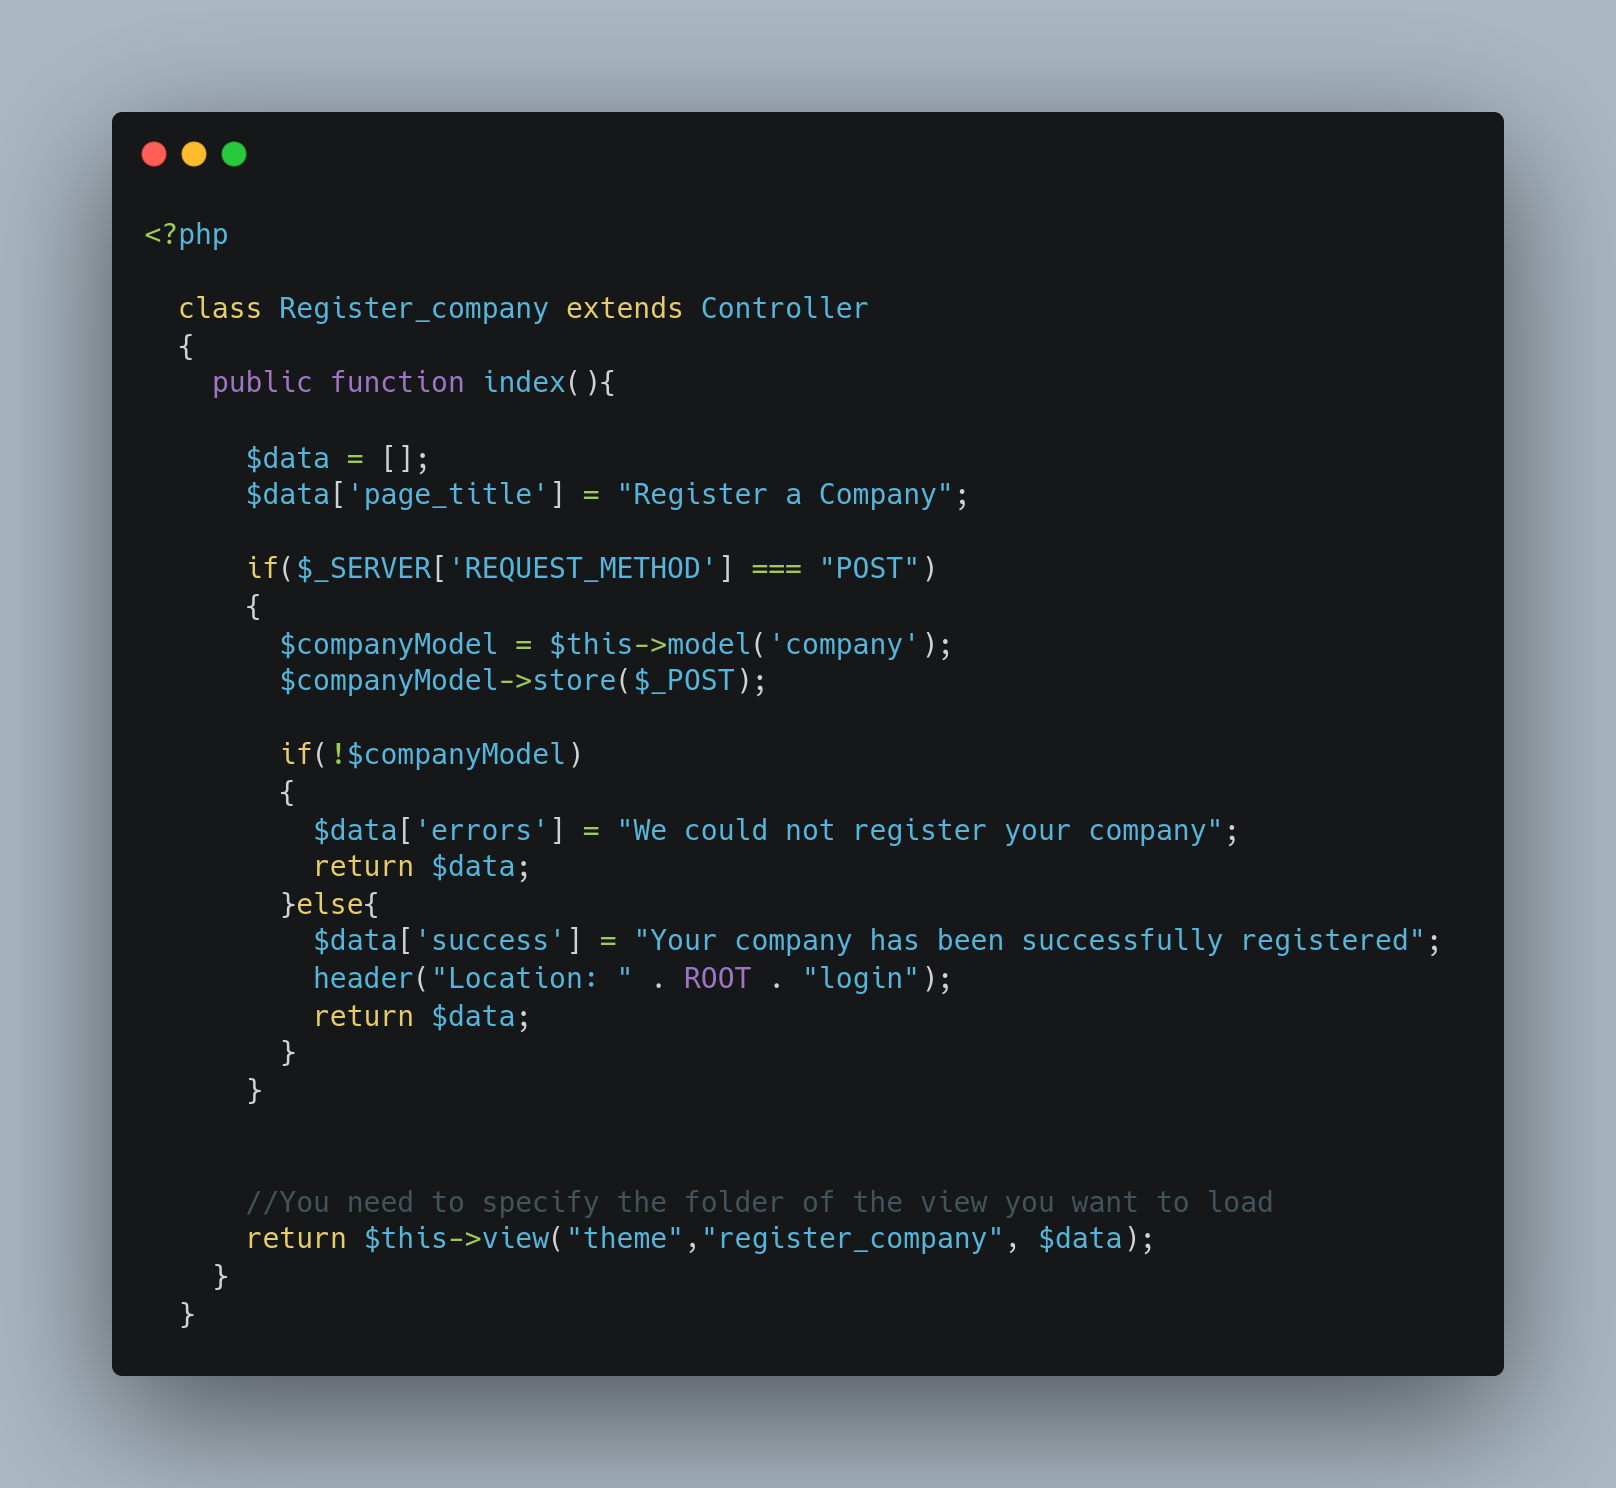 <?php
class Register_company extends Controller
{
public function index(){
$data = [];
$data['page_title'] = "Register a Company";
if($_SERVER['REQUEST_METHOD'] === "POST")
{
$companyModel = $this->model('company');
$companyModel->store($_POST);
if(!$companyModel)
{
$data['errors'] = "We could not register your company";
return $data;
}else{
$data['success'] = "Your company has been successfully registered";
header("Location: " . ROOT . "login");
return $data;
}
}
//You need to specify the folder of the view you want to load
return $this->view("theme","register_company", $data);
}
}